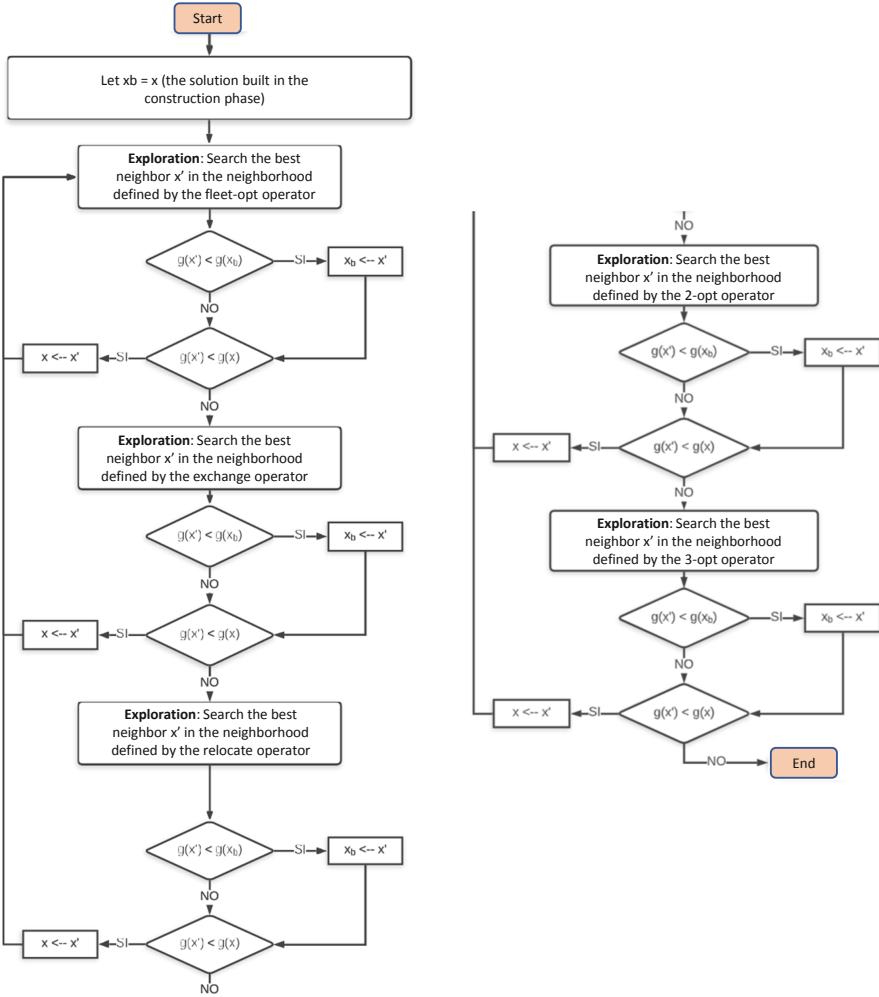 Start
Let xb = x (the solution built in the
construction phase)
Exploration: Search the best
neighbor x' in the neighborhood
defined by the fleet-opt operator
g(x') < g(xb)
SI
xb <-- x'
NO
x <-- x'
SI
g(x') < g(x)
NO
Exploration: Search the best
neighbor x' in the neighborhood
defined by the exchange operator
g(x') < g(xb)
SI
xb <-- x'
NO
x <-- x'
SI
g(x') < g(x)
NO
Exploration: Search the best
neighbor x' in the neighborhood
defined by the relocate operator
g(x') < g(xb)
SI
xb <-- x'
NO
x <-- x'
SI
g(x') < g(x)
NO
NO
Exploration: Search the best
neighbor x' in the neighborhood
defined by the 2-opt operator
g(x') < g(xb)
SI
xb <-- x'
NO
x <-- x'
SI
g(x') < g(x)
NO
Exploration: Search the best
neighbor x' in the neighborhood
defined by the 3-opt operator
g(x') < g(xb)
SI
xb <-- x'
NO
x <-- x'
SI
g(x') < g(x)
NO
End